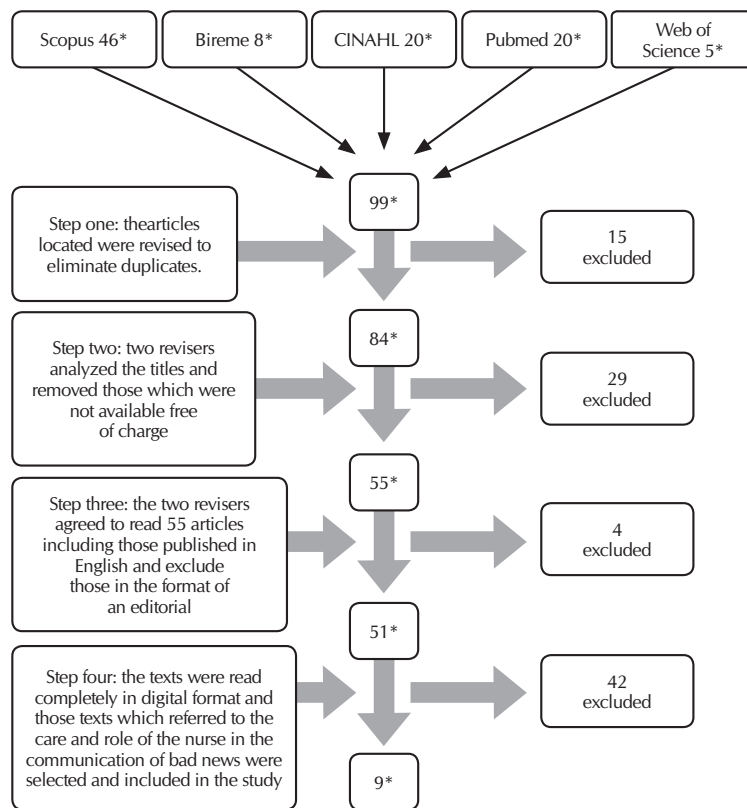 Scopus 46*
Bireme 8*
CINAHL 20*
Pubmed 20*
Web of
Science 5*
99*
Step one: thearticles
located were revised to
eliminate duplicates.
15
excluded
84*
Step two: two revisers
analyzed the titles and
removed those which were
not available free
of charge
29
excluded
55*
Step three: the two revisers
agreed to read 55 articles
including those published in
English and exclude
those in the format of
an editorial
4
excluded
51*
Step four: the texts were read
completely in digital format and
those texts which referred to the
care and role of the nurse in the
communication of bad news were
selected and included in the study
42
excluded
9*